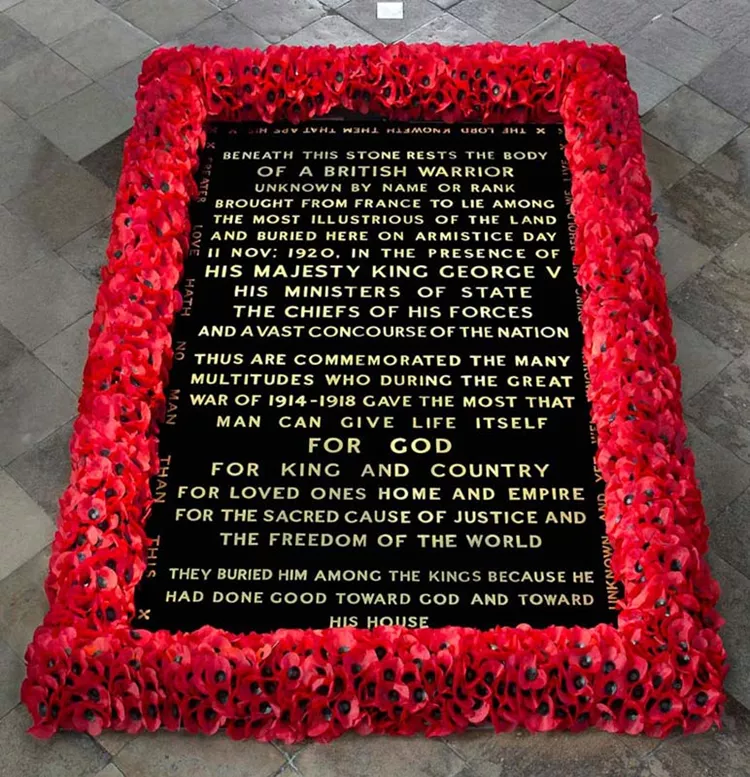 BENEATH THIS STONE RESTS THE BODY
OF A BRITISH WARRIOR
UNKNOWN BY NAME OR RANK
BROUGHT FROM FRANCE TO LIE AMONG
THE MOST ILLUSTRIOUS OF THE LAND
AND BURIED HERE ON ARMISTICE DAY
11 NOV: 1920, IN THE PRESENCE OF
HIS MAJESTY KING GEORGE V
HIS MINISTERS OF STATE
THE CHIEFS OF HIS FORCES
AND A VAST CONCOURSE OF THE NATION
THUS ARE COMMEMORATED THE MANY
MULTITUDES WHO DURING THE GREAT
WAR OF 1914-1918 GAVE THE MOST THAT
MAN CAN GIVE LIFE ITSELF
FOR GOD
FOR KING AND COUNTRY
FOR LOVED ONES HOME AND EMPIRE
FOR THE SACRED CAUSE OF JUSTICE AND
THE FREEDOM OF THE WORLD
THEY BURIED HIM AMONG THE KINGS BECAUSE HE
HAD DONE GOOD TOWARD GOD AND TOWARD
HIS HOUSE
X THE LORD KNOWETH THEM THAT ARE HIS X
GREATER LOVE HATH NO MAN THAN THIS X
UNKNOWN AND YET WE LIVE